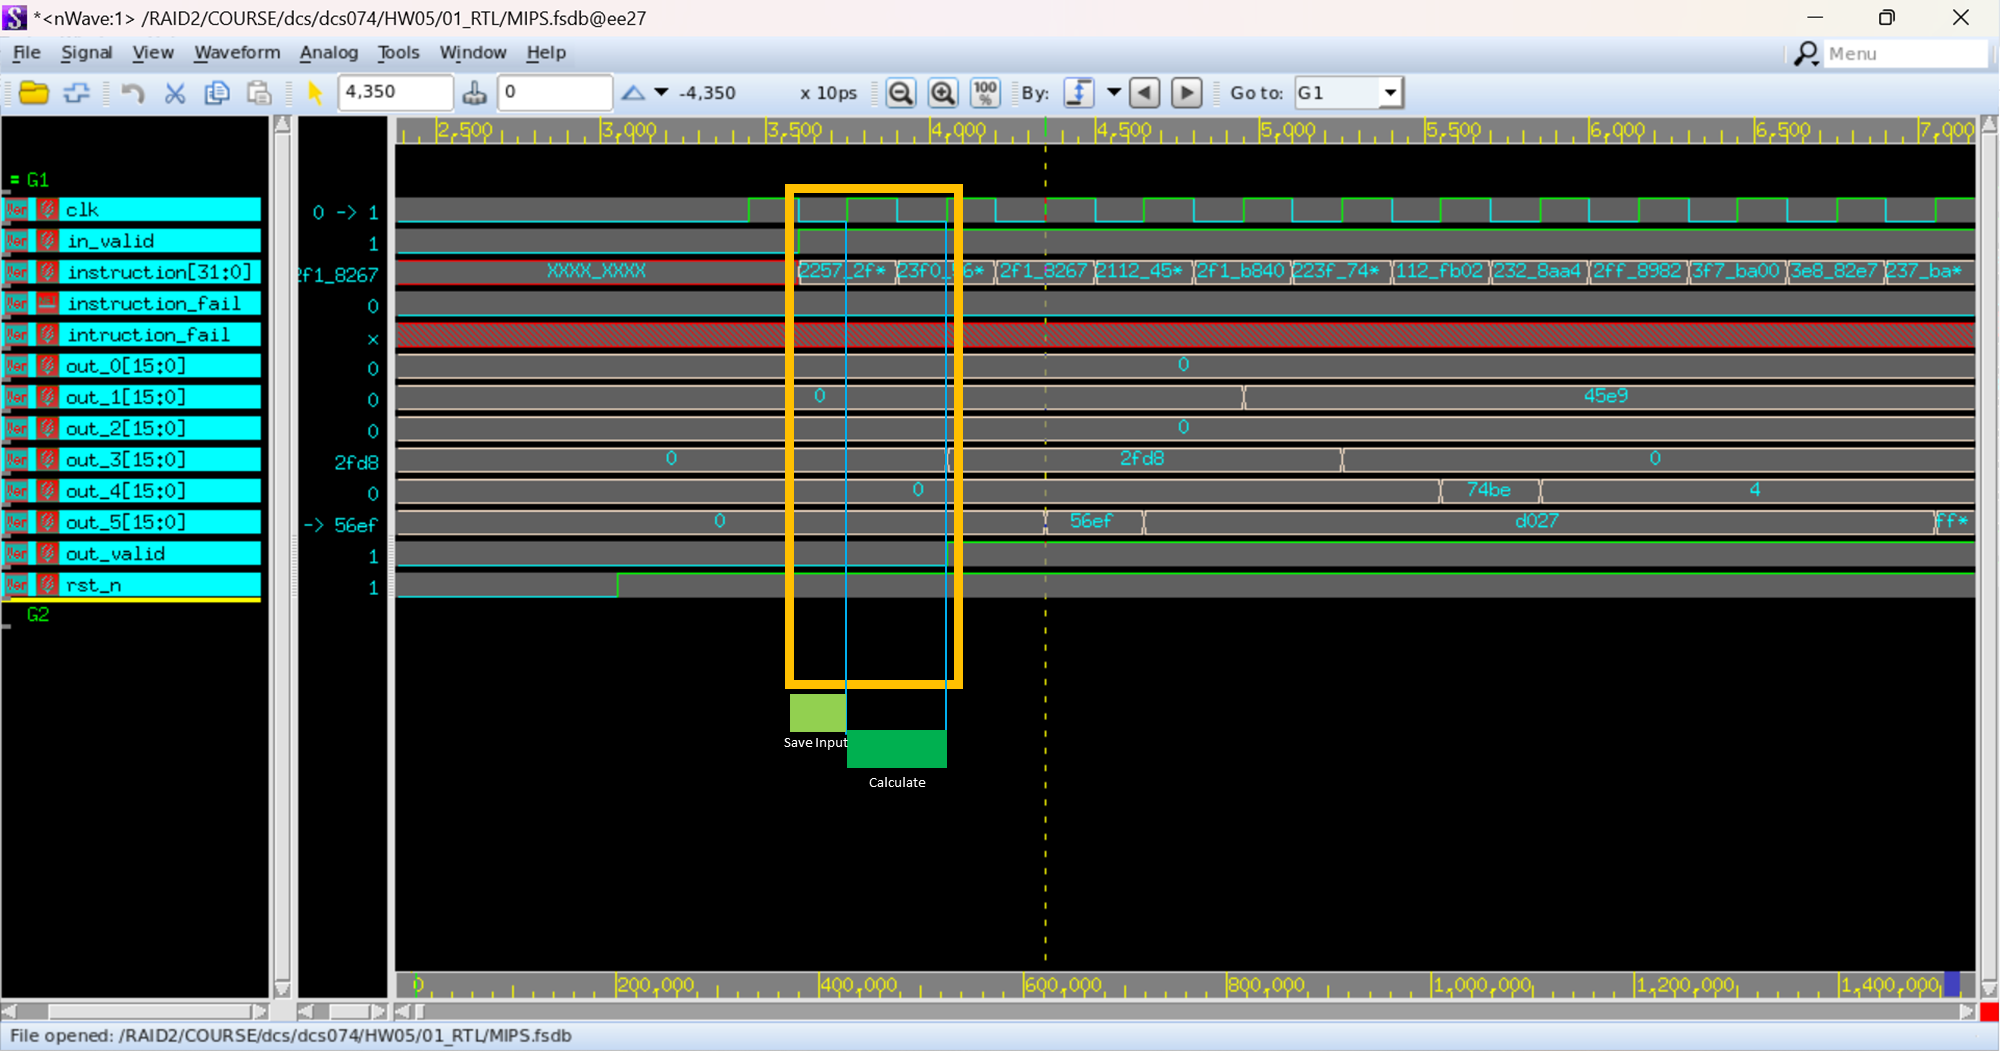 *<nWave:1> /RAID2/COURSE/dcs/dcs074/HW05/01_RTL/MIPS.fsdb@ee27
File Signal View Waveform Analog Tools Window Help Menu
4,350 0 -4,350 x 10ps 100 % By: Go to: G1
2,500 3,000 3,500 4,000 4,500 5,000 5,500 6,000 6,500 7,000
= G1
clk 0 -> 1
in_valid 1
instruction[31:0] 2f1_8267 XXXX_XXXX 2257_2f* 23f0_56* 2f1_8267 2112_45* 2f1_b840 223f_74* 112_fb02 232_8aa4 2ff_8982 3f7_ba00 3e8_82e7 237_ba*
instruction_fail 0
intruction_fail x
out_0[15:0] 0 0
out_1[15:0] 0 0 45e9
out_2[15:0] 0 0
out_3[15:0] 2fd8 0 2fd8 0
out_4[15:0] 0 0 74be 4
out_5[15:0] -> 56ef 0 56ef d027 ff*
out_valid 1
rst_n 1
G2
Save Input
Calculate
0 200,000 400,000 600,000 800,000 1,000,000 1,200,000 1,400,000
File opened: /RAID2/COURSE/dcs/dcs074/HW05/01_RTL/MIPS.fsdb